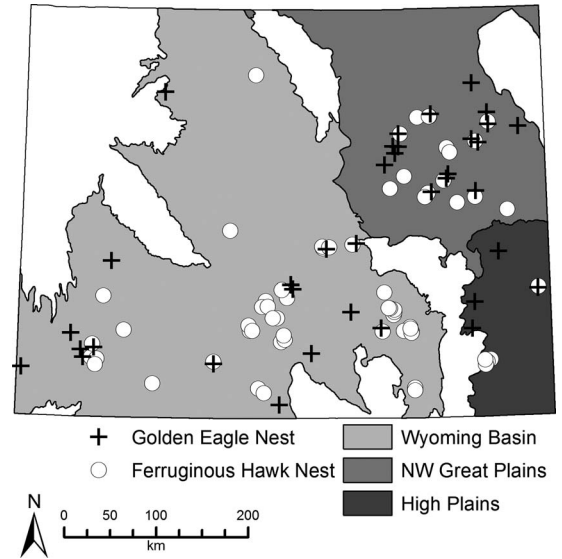 Golden Eagle Nest
Ferruginous Hawk Nest
Wyoming Basin
NW Great Plains
High Plains
N
0 50 100 200
km